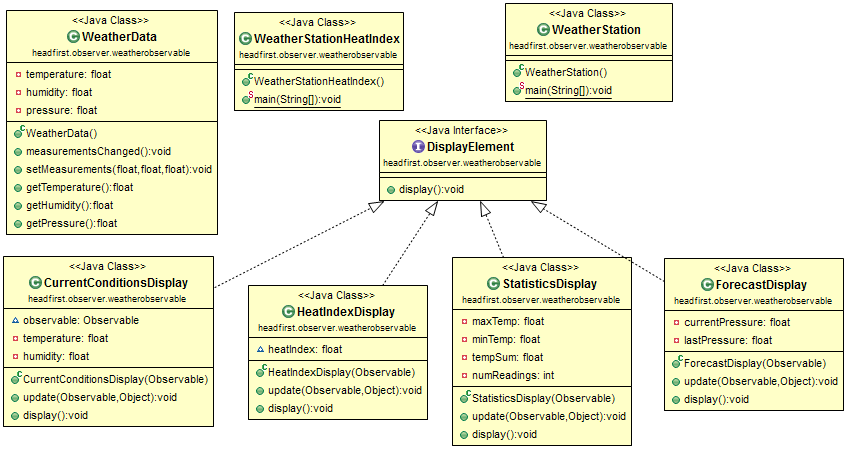 <<Java Class>>
WeatherData
headfirst.observer.weatherobservable
temperature: float
humidity: float
pressure: float
WeatherData()
measurementsChanged():void
setMeasurements(float,float,float):void
getTemperature():float
getHumidity():float
getPressure():float
<<Java Class>>
WeatherStationHeatIndex
headfirst.observer.weatherobservable
WeatherStationHeatIndex()
main(String[]):void
<<Java Class>>
WeatherStation
headfirst.observer.weatherobservable
WeatherStation()
main(String[]):void
<<Java Interface>>
DisplayElement
headfirst.observer.weatherobservable
display():void
<<Java Class>>
CurrentConditionsDisplay
headfirst.observer.weatherobservable
observable: Observable
temperature: float
humidity: float
CurrentConditionsDisplay(Observable)
update(Observable,Object):void
display():void
<<Java Class>>
HeatIndexDisplay
headfirst.observer.weatherobservable
heatIndex: float
HeatIndexDisplay(Observable)
update(Observable,Object):void
display():void
<<Java Class>>
StatisticsDisplay
headfirst.observer.weatherobservable
maxTemp: float
minTemp: float
tempSum: float
numReadings: int
StatisticsDisplay(Observable)
update(Observable,Object):void
display():void
<<Java Class>>
ForecastDisplay
headfirst.observer.weatherobservable
currentPressure: float
lastPressure: float
ForecastDisplay(Observable)
update(Observable,Object):void
display():void